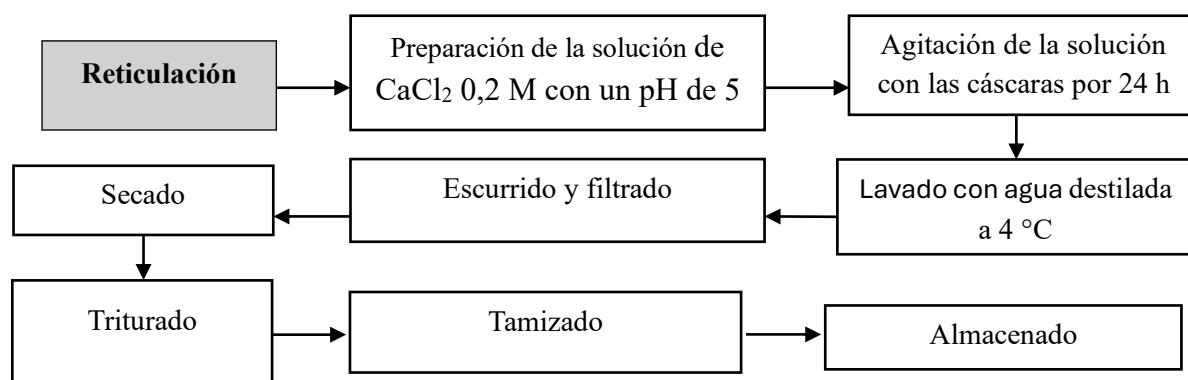 Reticulación
Preparación de la solución de
CaCl₂ 0,2 M con un pH de 5
Agitación de la solución
con las cáscaras por 24 h
Lavado con agua destilada
a 4 °C
Escurrido y filtrado
Secado
Triturado
Tamizado
Almacenado